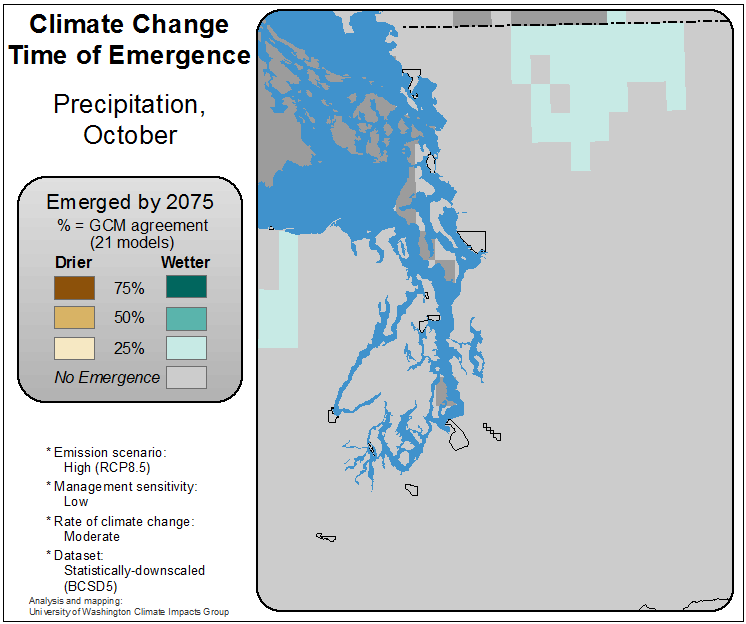 Climate Change
Time of Emergence
Precipitation,
October
Emerged by 2075
% = GCM agreement
(21 models)
Drier Wetter
75%
50%
25%
No Emergence
* Emission scenario:
High (RCP8.5)
* Management sensitivity:
Low
* Rate of climate change:
Moderate
* Dataset:
Statistically-downscaled
(BCSD5)
Analysis and mapping:
University of Washington Climate Impacts Group